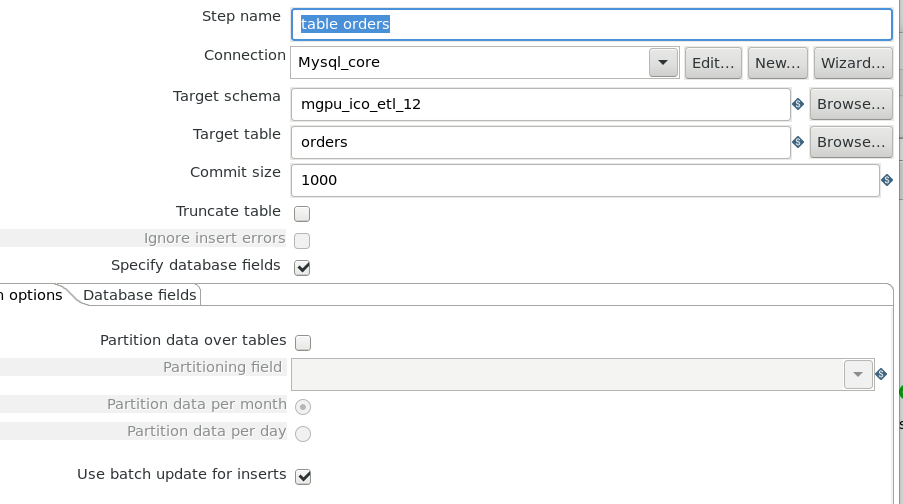 Step name table orders
Connection Mysql_core Edit... New... Wizard...
Target schema mgpu_ico_etl_12 Browse...
Target table orders Browse...
Commit size 1000
Truncate table
Ignore insert errors
Specify database fields
options Database fields
Partition data over tables
Partitioning field
Partition data per month
Partition data per day
Use batch update for inserts